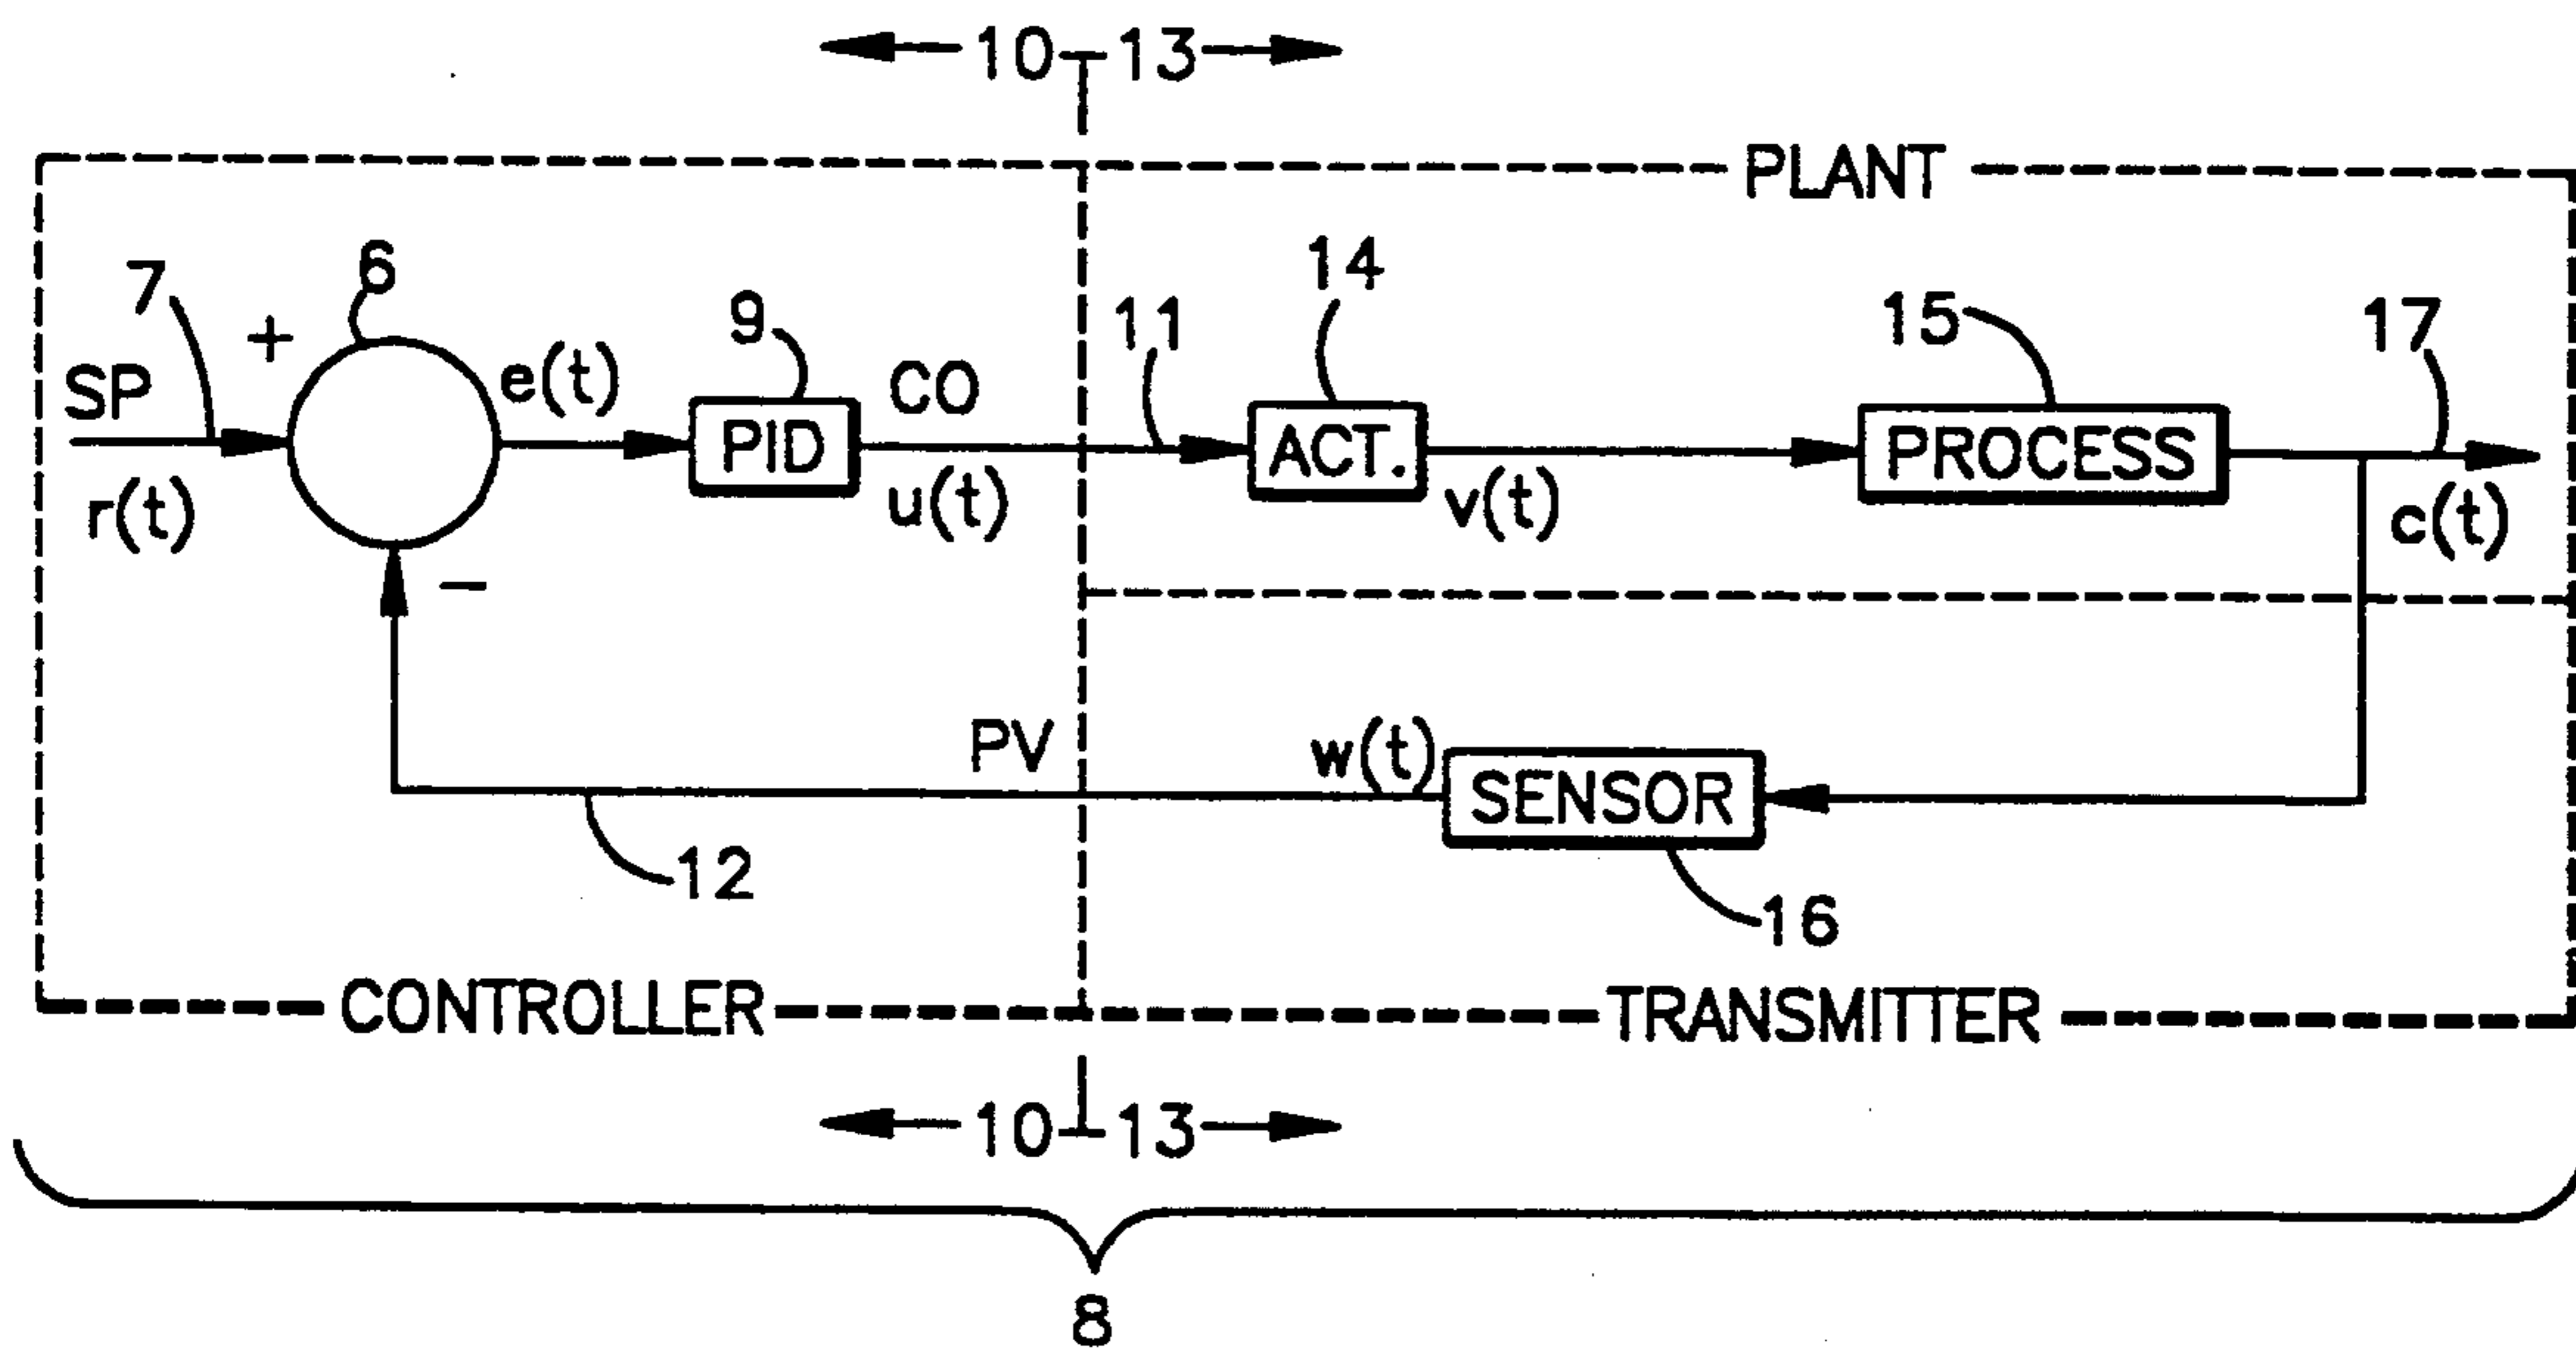 10 13
PLANT
7
6
+
SP
r(t)
e(t)
9
PID
CO
u(t)
11
14
ACT.
v(t)
15
PROCESS
17
c(t)
−
PV
w(t)
SENSOR
12
16
CONTROLLER
TRANSMITTER
10 13
8